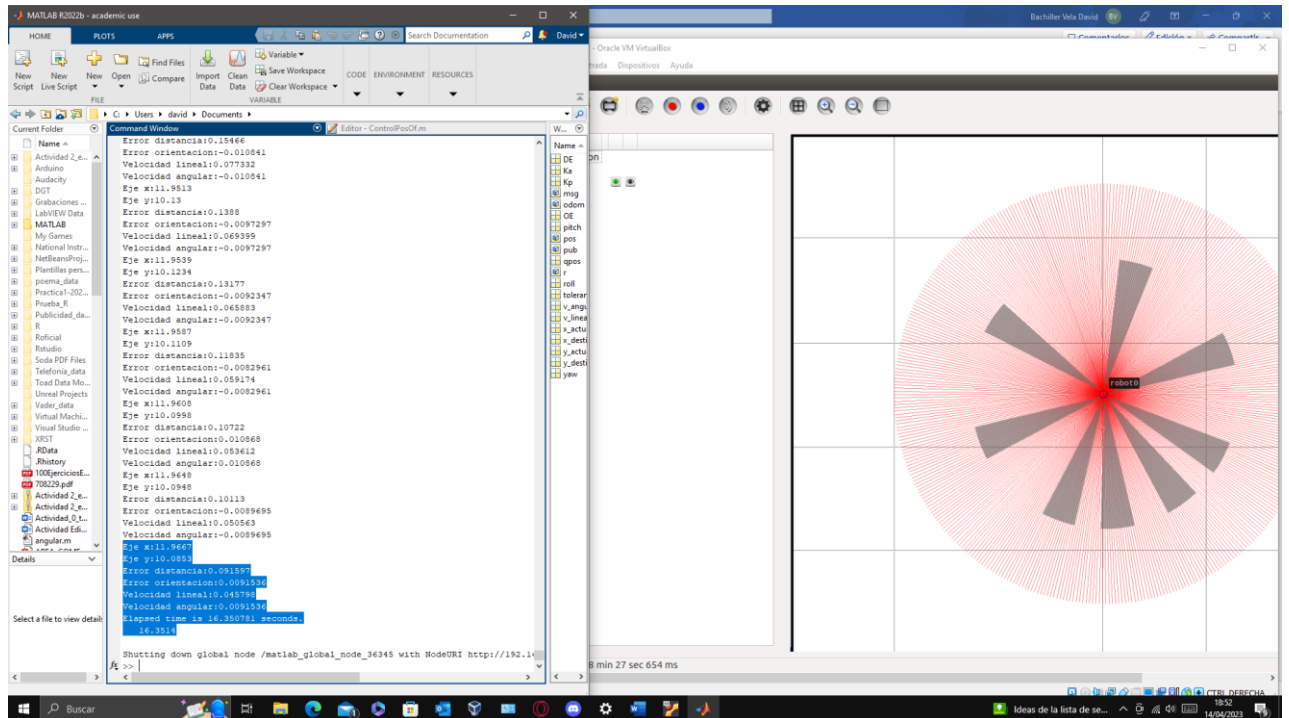 MATLAB R2022b - academic use
HOME PLOTS APPS Search Documentation David
New Script
New Live Script
New
Open
Find Files
Compare
Import Data
Clean Data
Variable
Save Workspace
Clear Workspace
CODE ENVIRONMENT RESOURCES
FILE VARIABLE
C: Users david Documents
Current Folder
Name
Actividad 2_e...
Arduino
Audacity
DGT
Grabaciones ...
LabVIEW Data
MATLAB
My Games
National Instr...
NetBeansProj...
Plantillas pers...
poema_data
Practica1-202...
Prueba_R
Publicidad_da...
R
Roficial
Rstudio
Soda PDF Files
Telefonía_data
Toad Data Mo...
Unreal Projects
Vader_data
Virtual Machi...
Visual Studio ...
XRST
.RData
.Rhistory
100EjerciciosE...
708229.pdf
Actividad 2_e...
Actividad 2_e...
Actividad_0_t...
Actividad Edi...
angular.m
Details
Select a file to view details
Command Window
Editor - ControlPosOf.m
Error distancia:0.15466
Error orientacion:-0.010841
Velocidad lineal:0.077332
Velocidad angular:-0.010841
Eje x:11.9513
Eje y:10.13
Error distancia:0.1388
Error orientacion:-0.0097297
Velocidad lineal:0.069399
Velocidad angular:-0.0097297
Eje x:11.9539
Eje y:10.1234
Error distancia:0.13177
Error orientacion:-0.0092347
Velocidad lineal:0.065883
Velocidad angular:-0.0092347
Eje x:11.9587
Eje y:10.1109
Error distancia:0.11835
Error orientacion:-0.0082961
Velocidad lineal:0.059174
Velocidad angular:-0.0082961
Eje x:11.9608
Eje y:10.0998
Error distancia:0.10722
Error orientacion:0.010868
Velocidad lineal:0.053612
Velocidad angular:0.010868
Eje x:11.9648
Eje y:10.0948
Error distancia:0.10113
Error orientacion:-0.0089695
Velocidad lineal:0.050563
Velocidad angular:-0.0089695
Eje x:11.9667
Eje y:10.0853
Error distancia:0.091597
Error orientacion:0.0091536
Velocidad lineal:0.045798
Velocidad angular:0.0091536
Elapsed time is 16.350781 seconds.
16.3514
Shutting down global node /matlab_global_node_36345 with NodeURI http://192.1
fx >>
W...
Name
DE
Ka
Kp
msg
odom
OE
pitch
pos
pub
qpos
r
roll
toleran
v_angu
v_linea
x_actu
x_desti
y_actu
y_desti
yaw
Bachiller Vela David BV
- Oracle VM VirtualBox
Dispositivos Ayuda
on
robot0
8 min 27 sec 654 ms
CTRL DERECHA
Buscar
Ideas de la lista de se...
18:52
14/04/2023